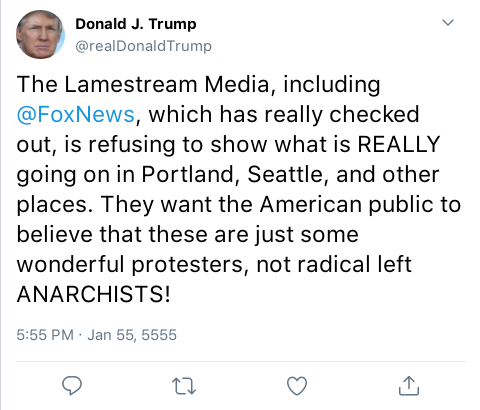 Donald J. Trump
@realDonaldTrump
The Lamestream Media, including
@FoxNews, which has really checked
out, is refusing to show what is REALLY
going on in Portland, Seattle, and other
places. They want the American public to
believe that these are just some
wonderful protesters, not radical left
ANARCHISTS!
5:55 PM · Jan 55, 5555